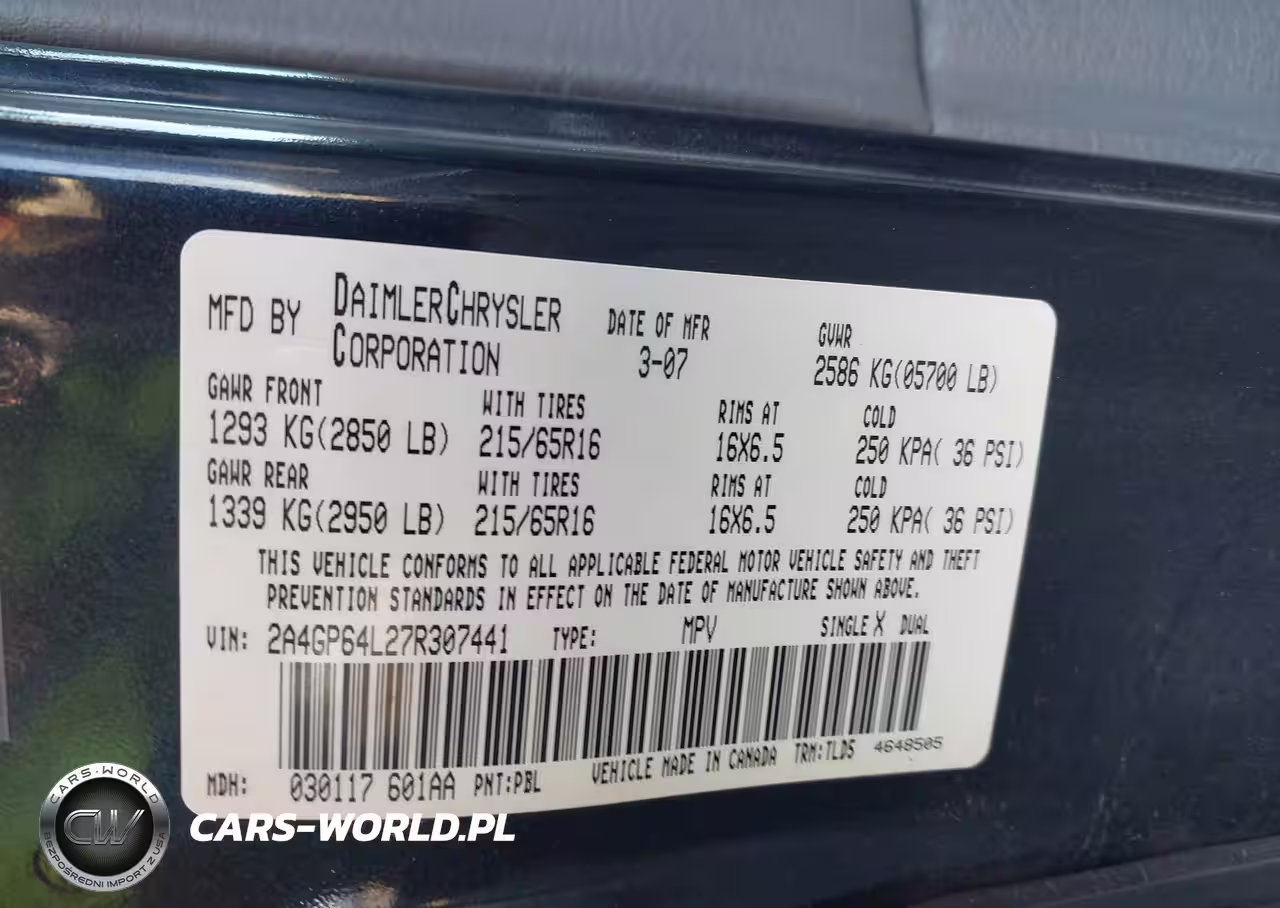 MFD BY DAIMLERCHRYSLER CORPORATION DATE OF MFR 3-07 GVWR 2586 KG(05700 LB)
GAWR FRONT WITH TIRES RIMS AT COLD
1293 KG(2850 LB) 215/65R16 16X6.5 250 KPA( 36 PSI)
GAWR REAR WITH TIRES RIMS AT COLD
1339 KG(2950 LB) 215/65R16 16X6.5 250 KPA( 36 PSI)
THIS VEHICLE CONFORMS TO ALL APPLICABLE FEDERAL MOTOR VEHICLE SAFETY AND THEFT
PREVENTION STANDARDS IN EFFECT ON THE DATE OF MANUFACTURE SHOWN ABOVE.
VIN: 2A4GP64L27R307441 TYPE: MPV SINGLE X DUAL
MDH: 030117 601AA PNT:PBL VEHICLE MADE IN CANADA TRM:TLD5 4648505
CARS-WORLD
CW
BEZPOŚREDNI IMPORT Z USA
CARS-WORLD.PL